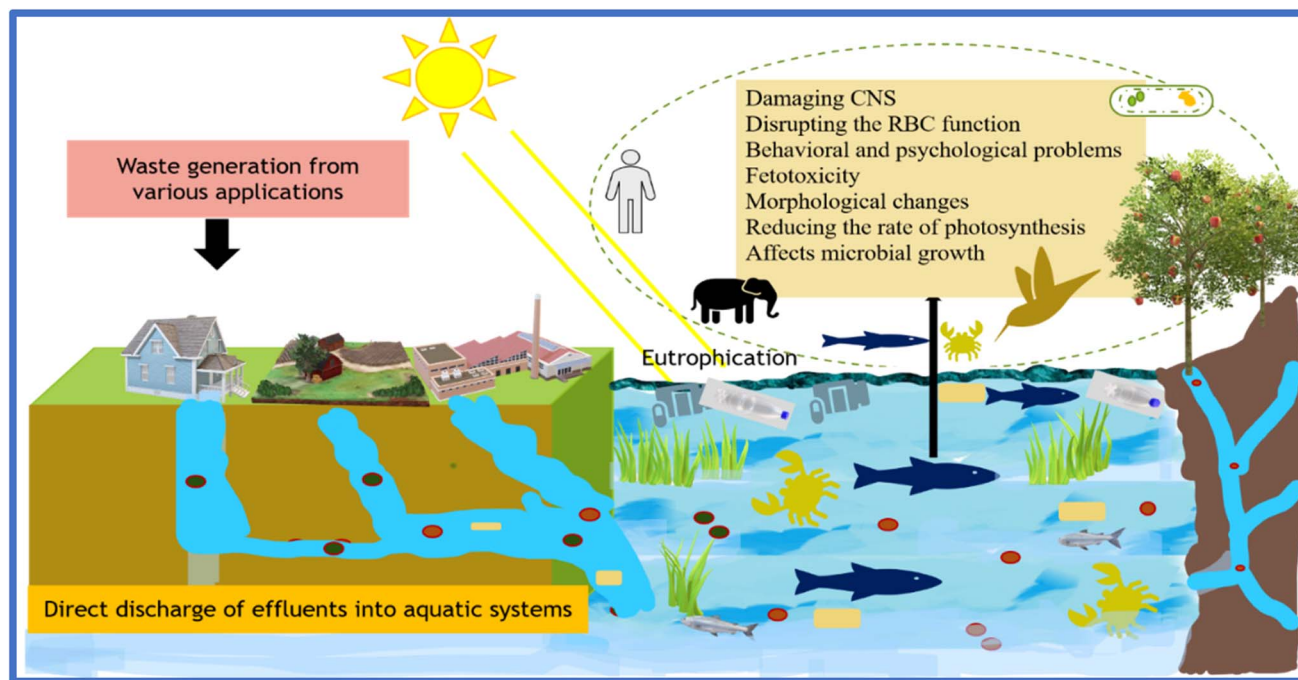 Waste generation from
various applications
Damaging CNS
Disrupting the RBC function
Behavioral and psychological problems
Fetotoxicity
Morphological changes
Reducing the rate of photosynthesis
Affects microbial growth
Eutrophication
Direct discharge of effluents into aquatic systems